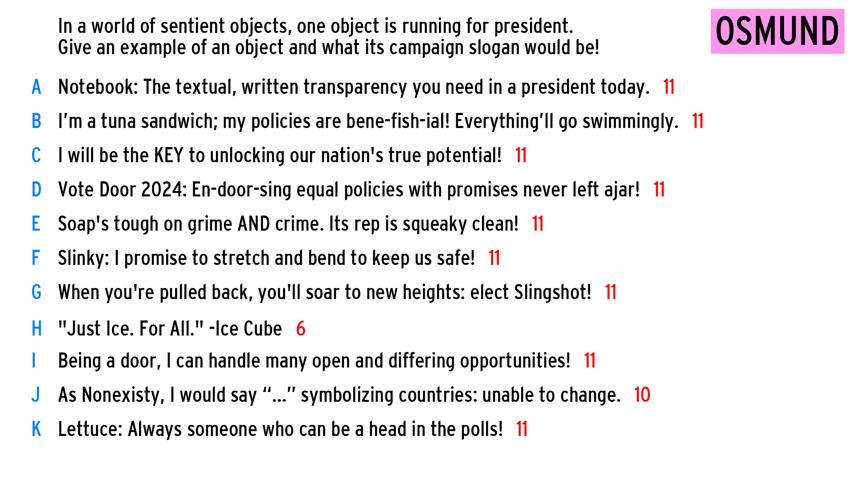 In a world of sentient objects, one object is running for president.
Give an example of an object and what its campaign slogan would be!
OSMUND
A Notebook: The textual, written transparency you need in a president today. 11
B I’m a tuna sandwich; my policies are bene-fish-ial! Everything’ll go swimmingly. 11
C I will be the KEY to unlocking our nation's true potential! 11
D Vote Door 2024: En-door-sing equal policies with promises never left ajar! 11
E Soap's tough on grime AND crime. Its rep is squeaky clean! 11
F Slinky: I promise to stretch and bend to keep us safe! 11
G When you're pulled back, you'll soar to new heights: elect Slingshot! 11
H "Just Ice. For All." -Ice Cube 6
I Being a door, I can handle many open and differing opportunities! 11
J As Nonexisty, I would say “...” symbolizing countries: unable to change. 10
K Lettuce: Always someone who can be a head in the polls! 11